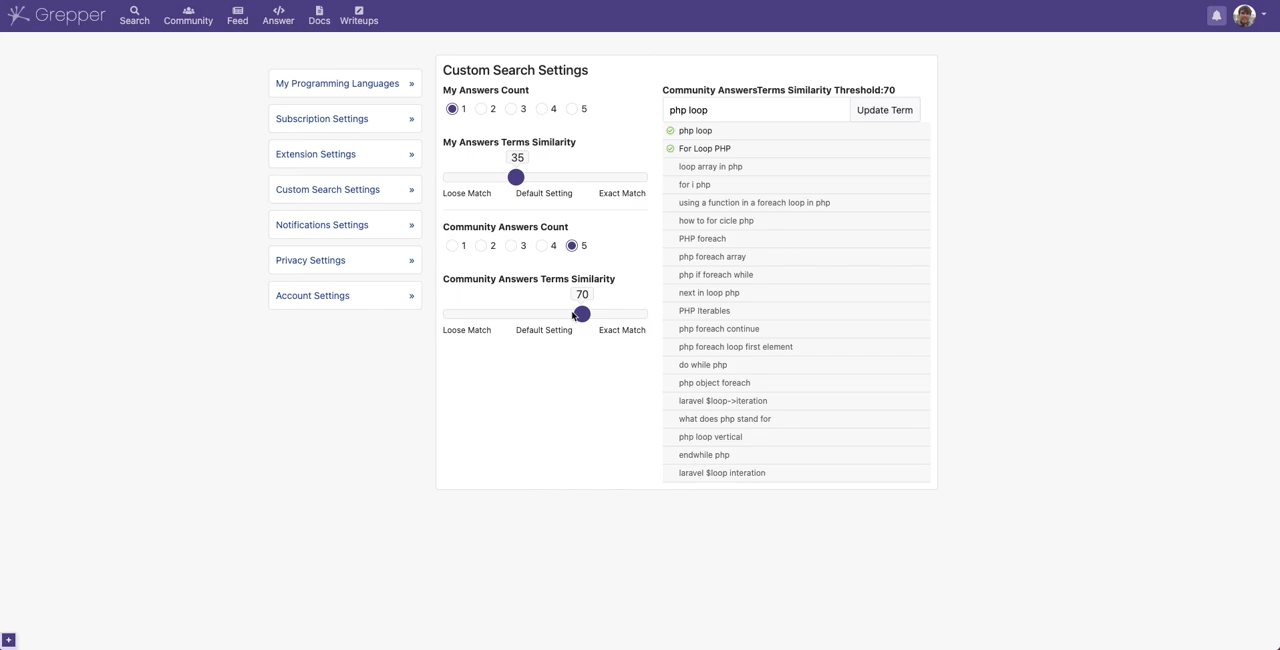 Grepper
Search
Community
Feed
Answer
Docs
Writeups
My Programming Languages »
Subscription Settings »
Extension Settings »
Custom Search Settings »
Notifications Settings »
Privacy Settings »
Account Settings »
Custom Search Settings
My Answers Count
1 2 3 4 5
My Answers Terms Similarity
35
Loose Match Default Setting Exact Match
Community Answers Count
1 2 3 4 5
Community Answers Terms Similarity
70
Loose Match Default Setting Exact Match
Community AnswersTerms Similarity Threshold:70
php loop Update Term
php loop
For Loop PHP
loop array in php
for i php
using a function in a foreach loop in php
how to for cicle php
PHP foreach
php foreach array
php if foreach while
next in loop php
PHP Iterables
php foreach continue
php foreach loop first element
do while php
php object foreach
laravel $loop->iteration
what does php stand for
php loop vertical
endwhile php
laravel $loop interation
+